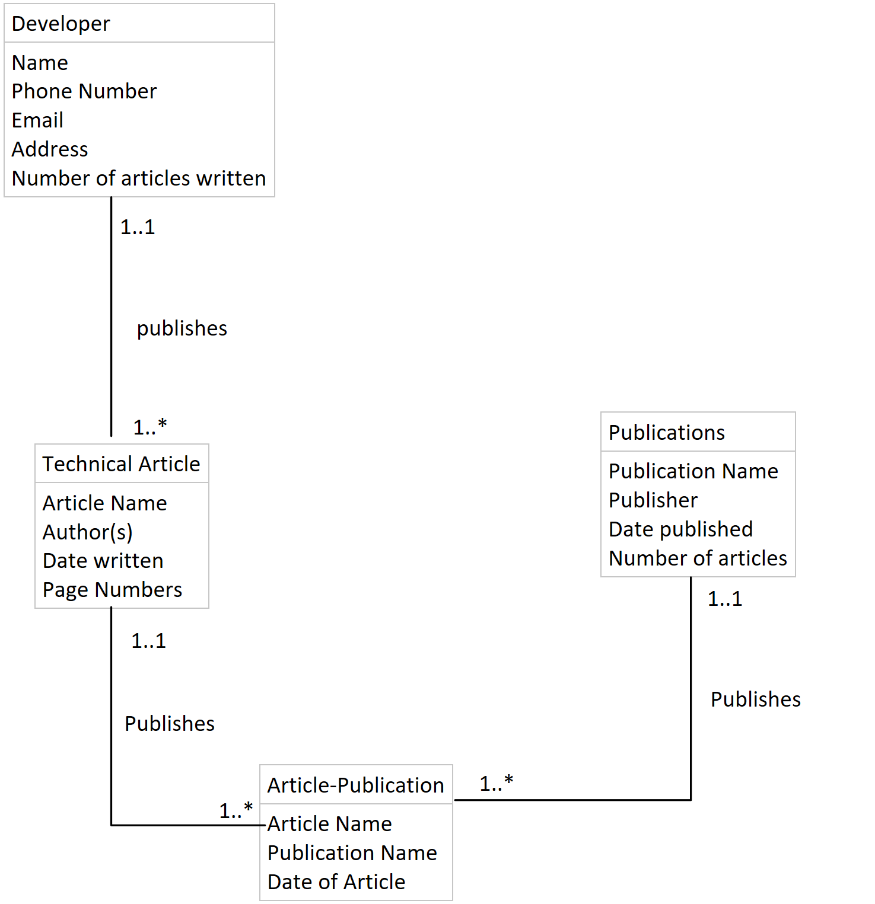 Developer
Name
Phone Number
Email
Address
Number of articles written
1..1
publishes
1..*
Technical Article
Article Name
Author(s)
Date written
Page Numbers
1..1
Publishes
1..*
Publications
Publication Name
Publisher
Date published
Number of articles
1..1
Publishes
1..*
Article-Publication
Article Name
Publication Name
Date of Article